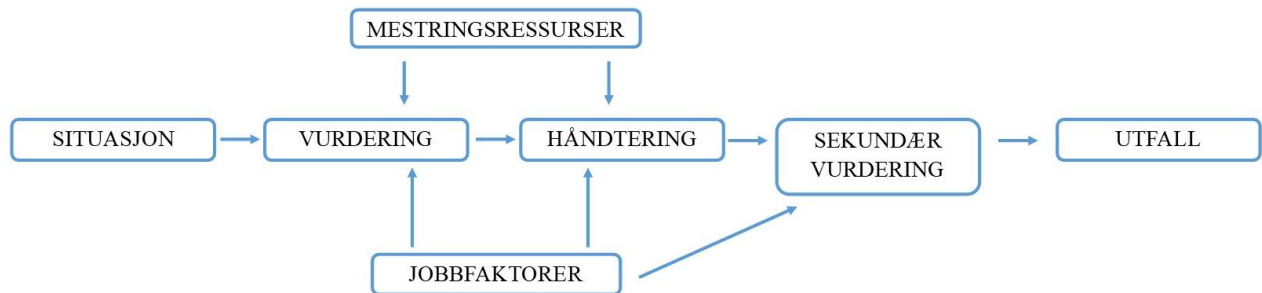 MESTRINGSRESSURSER
SITUASJON
VURDERING
HÅNDTERING
SEKUNDÆR
VURDERING
UTFALL
JOBBFAKTORER